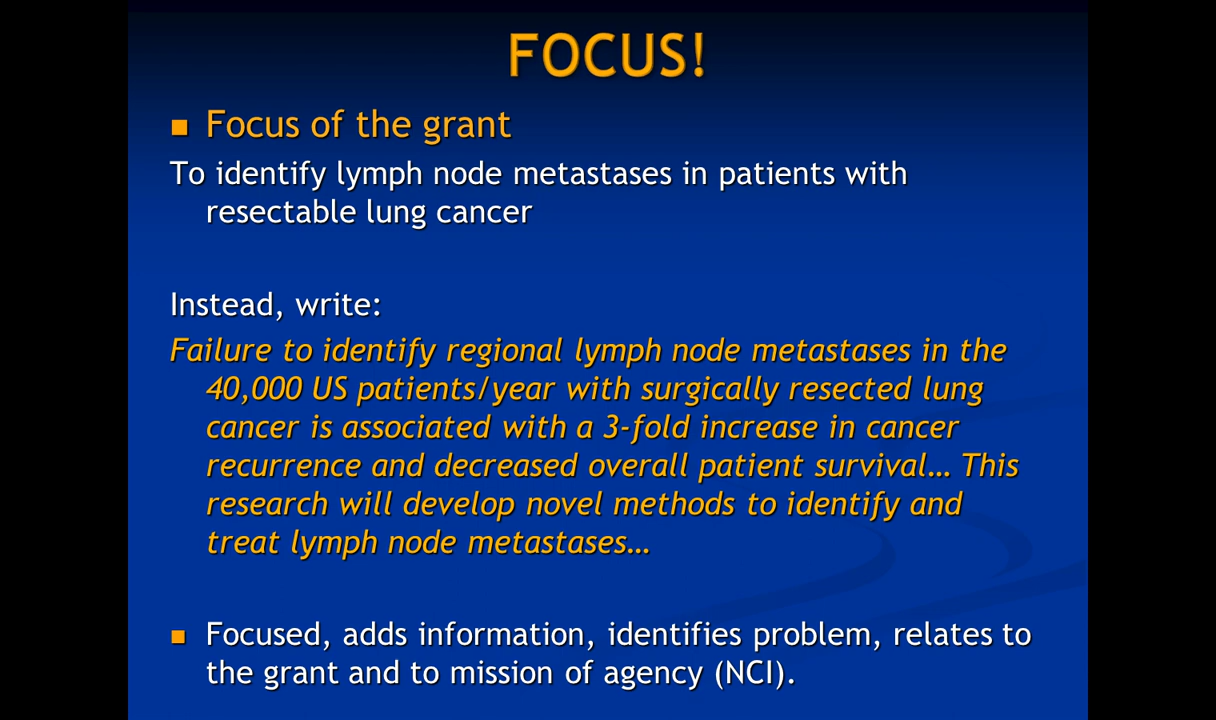 FOCUS!
Focus of the grant
To identify lymph node metastases in patients with
resectable lung cancer
Instead, write:
Failure to identify regional lymph node metastases in the
40,000 US patients/year with surgically resected lung
cancer is associated with a 3-fold increase in cancer
recurrence and decreased overall patient survival… This
research will develop novel methods to identify and
treat lymph node metastases…
Focused, adds information, identifies problem, relates to
the grant and to mission of agency (NCI).